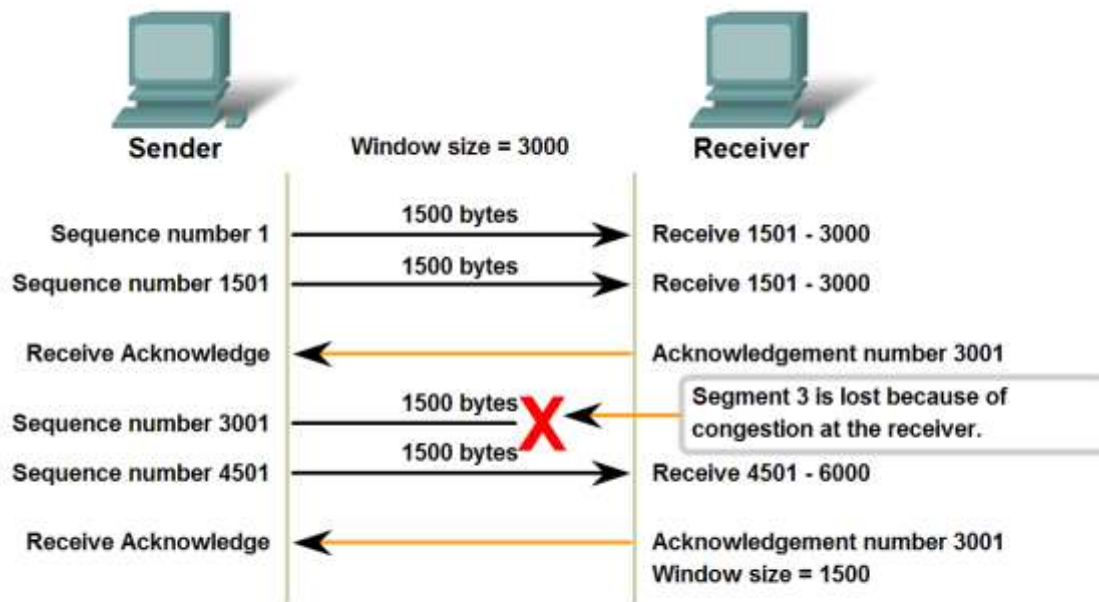 Sender
Window size = 3000
Receiver
Sequence number 1
1500 bytes
Receive 1501 - 3000
Sequence number 1501
1500 bytes
Receive 1501 - 3000
Receive Acknowledge
Acknowledgement number 3001
Sequence number 3001
1500 bytes
X
Segment 3 is lost because of
congestion at the receiver.
Sequence number 4501
1500 bytes
Receive 4501 - 6000
Receive Acknowledge
Acknowledgement number 3001
Window size = 1500